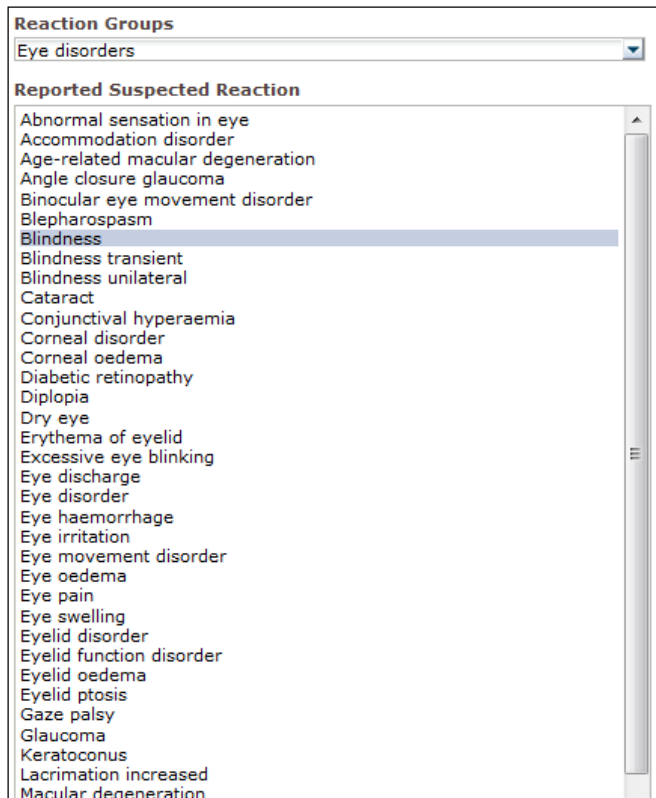 Reaction Groups
Eye disorders
Reported Suspected Reaction
Abnormal sensation in eye
Accommodation disorder
Age-related macular degeneration
Angle closure glaucoma
Binocular eye movement disorder
Blepharospasm
Blindness
Blindness transient
Blindness unilateral
Cataract
Conjunctival hyperaemia
Corneal disorder
Corneal oedema
Diabetic retinopathy
Diplopia
Dry eye
Erythema of eyelid
Excessive eye blinking
Eye discharge
Eye disorder
Eye haemorrhage
Eye irritation
Eye movement disorder
Eye oedema
Eye pain
Eye swelling
Eyelid disorder
Eyelid function disorder
Eyelid oedema
Eyelid ptosis
Gaze palsy
Glaucoma
Keratoconus
Lacrimation increased
Macular degeneration